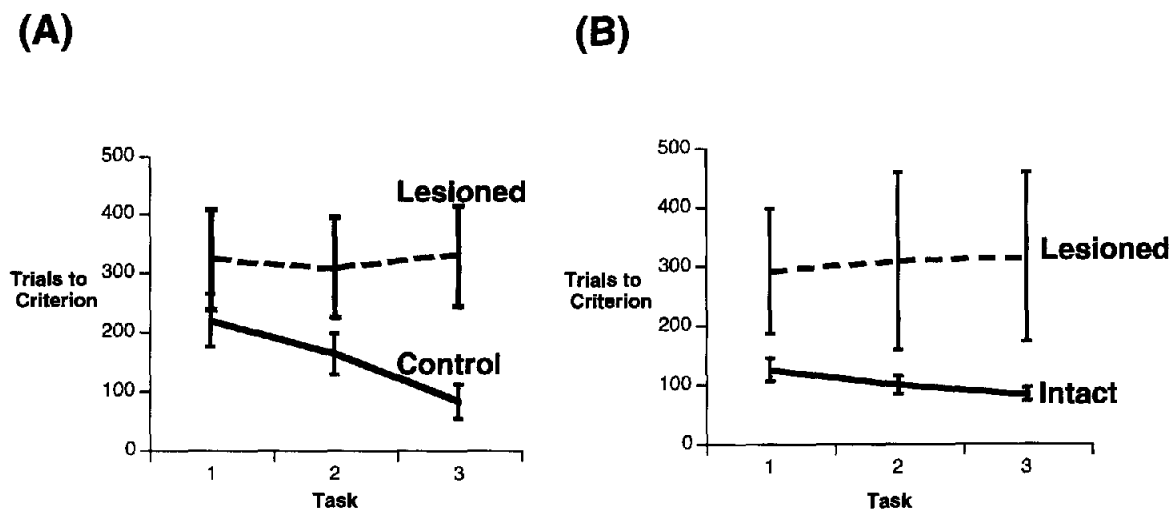 (A)
500
400
300
200
100
0
Trials to
Criterion
Lesioned
Control
1 2 3
Task
(B)
500
400
300
200
100
0
Trials to
Criterion
Lesioned
Intact
1 2 3
Task